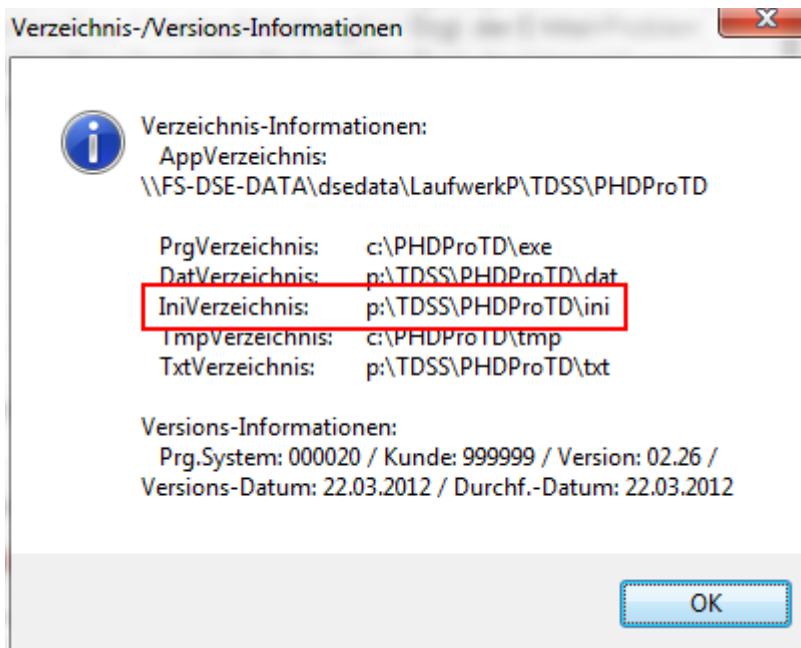 Verzeichnis-/Versions-Informationen
Verzeichnis-Informationen:
AppVerzeichnis:
\\FS-DSE-DATA\dsedata\LaufwerkP\TDSS\PHDProTD
PrgVerzeichnis: c:\PHDProTD\exe
DatVerzeichnis: p:\TDSS\PHDProTD\dat
IniVerzeichnis: p:\TDSS\PHDProTD\ini
TmpVerzeichnis: c:\PHDProTD\tmp
TxtVerzeichnis: p:\TDSS\PHDProTD\txt
Versions-Informationen:
Prg.System: 000020 / Kunde: 999999 / Version: 02.26 /
Versions-Datum: 22.03.2012 / Durchf.-Datum: 22.03.2012
OK